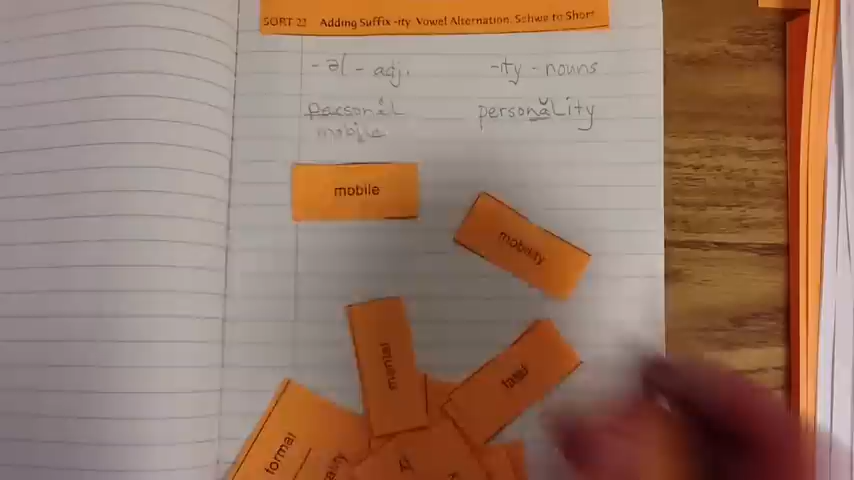 SORT 22 Adding Suffix -ity Vowel Alternation. Schwa to Short
-əl - adj. -ity - nouns
personal personality
mobile
mobile
mobility
mental
fatal
formal